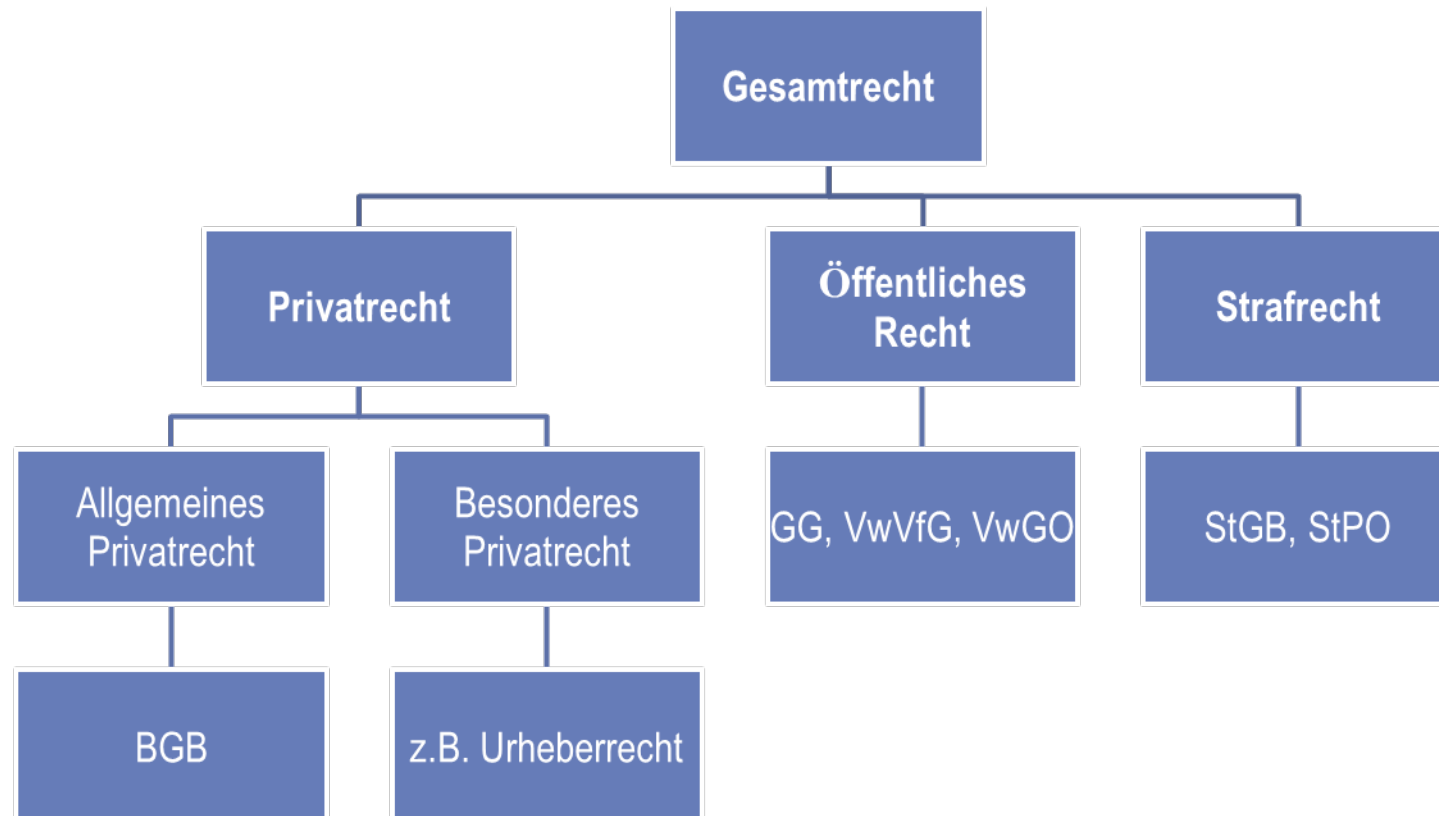 Gesamtrecht
Privatrecht
Öffentliches
Recht
Strafrecht
Allgemeines
Privatrecht
Besonderes
Privatrecht
GG, VwVfG, VwGO
StGB, StPO
BGB
z.B. Urheberrecht